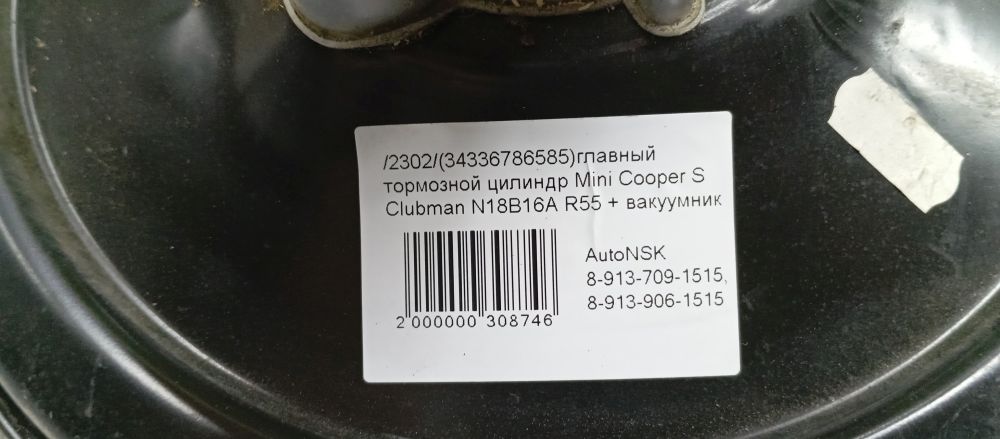 /2302/(34336786585)главный
тормозной цилиндр Mini Cooper S
Clubman N18B16A R55 + вакуумник
AutoNSK
8-913-709-1515,
8-913-906-1515
2 000000 308746